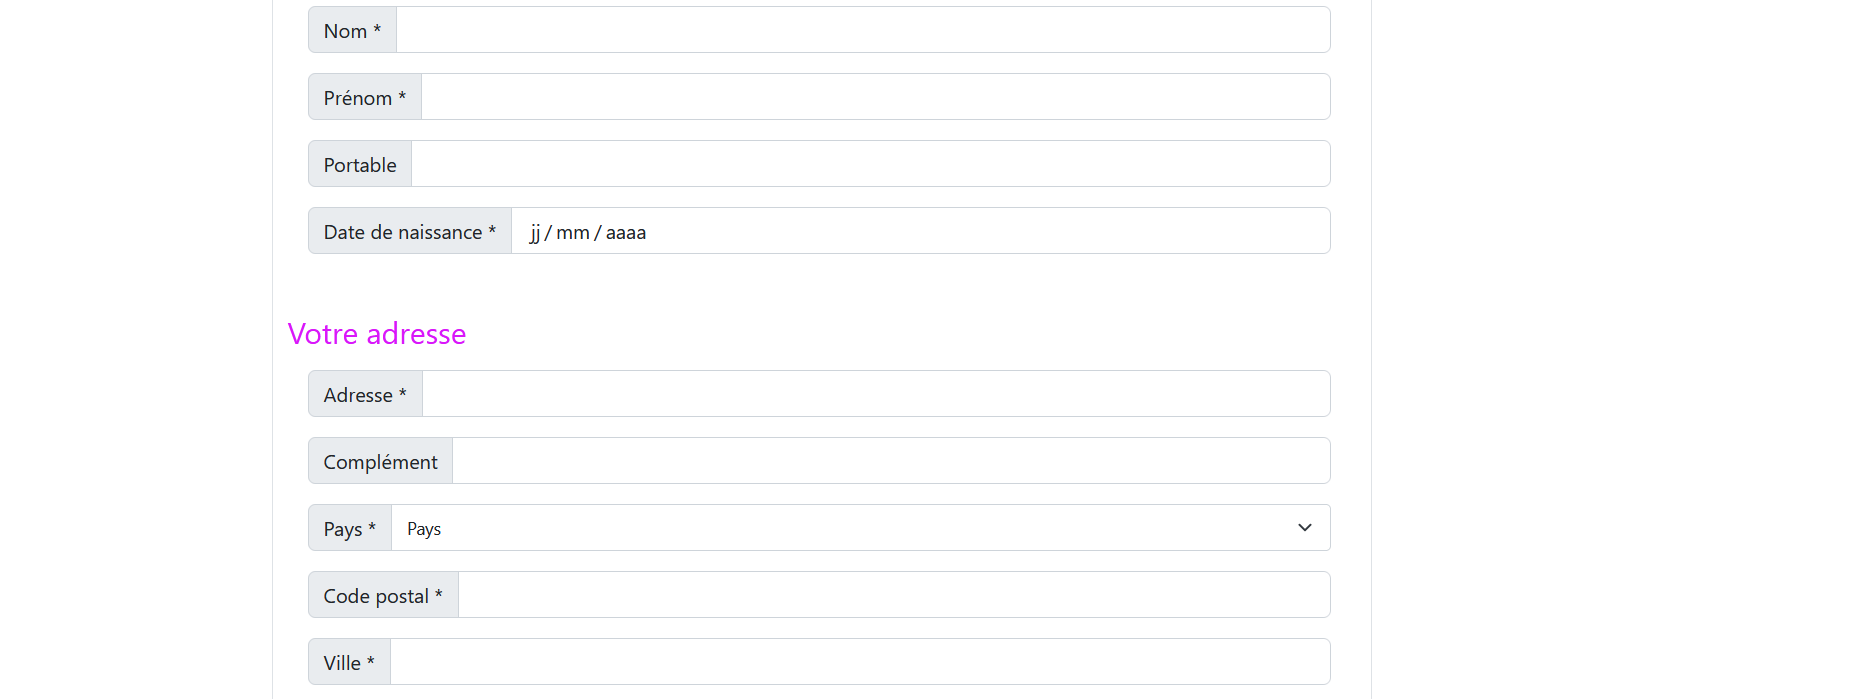 Nom *
Prénom *
Portable
Date de naissance * jj / mm / aaaa
Votre adresse
Adresse *
Complément
Pays * Pays
Code postal *
Ville *